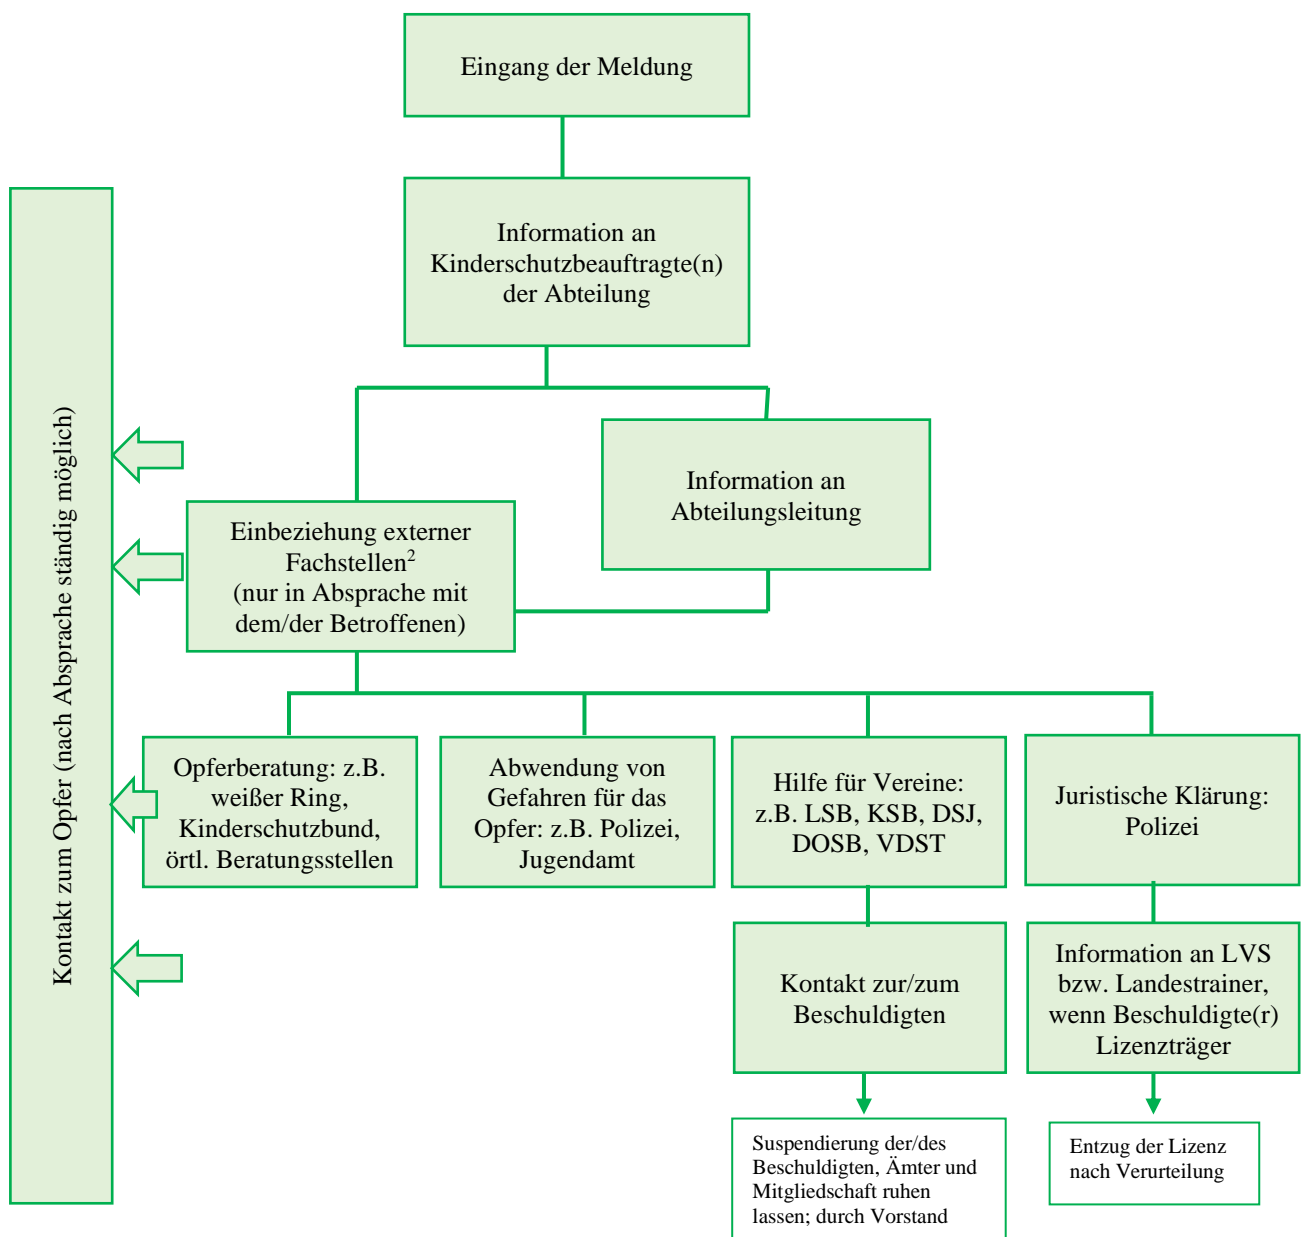 Eingang der Meldung
Information an
Kinderschutzbeauftragte(n)
der Abteilung
Kontakt zum Opfer (nach Absprache ständig möglich)
Information an
Abteilungsleitung
Einbeziehung externer
Fachstellen²
(nur in Absprache mit
dem/der Betroffenen)
Opferberatung: z.B.
weißer Ring,
Kinderschutzbund,
örtl. Beratungsstellen
Abwendung von
Gefahren für das
Opfer: z.B. Polizei,
Jugendamt
Hilfe für Vereine:
z.B. LSB, KSB, DSJ,
DOSB, VDST
Juristische Klärung:
Polizei
Kontakt zur/zum
Beschuldigten
Information an LVS
bzw. Landestrainer,
wenn Beschuldigte(r)
Lizenzträger
Suspendierung der/des
Beschuldigten, Ämter und
Mitgliedschaft ruhen
lassen; durch Vorstand
Entzug der Lizenz
nach Verurteilung